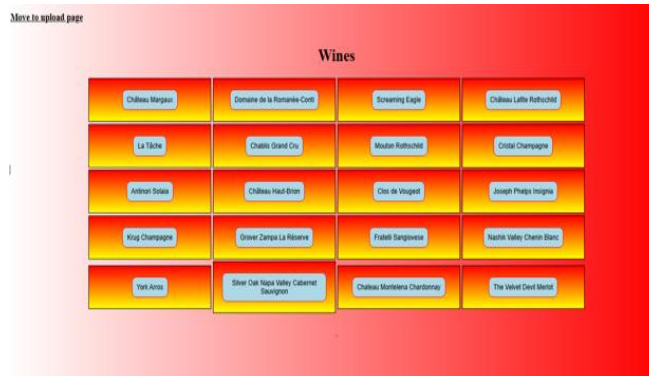 Move to upload page
Wines
Château Margaux
Domaine de la Romanée-Conti
Screaming Eagle
Château Lafite Rothschild
La Tâche
Chablis Grand Cru
Mouton Rothschild
Cristal Champagne
Antinori Solaia
Château Haut-Brion
Clos de Vougeot
Joseph Phelps Insignia
Krug Champagne
Grover Zampa La Réserve
Fratelli Sangiovese
Nashik Valley Chenin Blanc
York Arros
Silver Oak Napa Valley Cabernet
Sauvignon
Chateau Montelena Chardonnay
The Velvet Devil Merlot